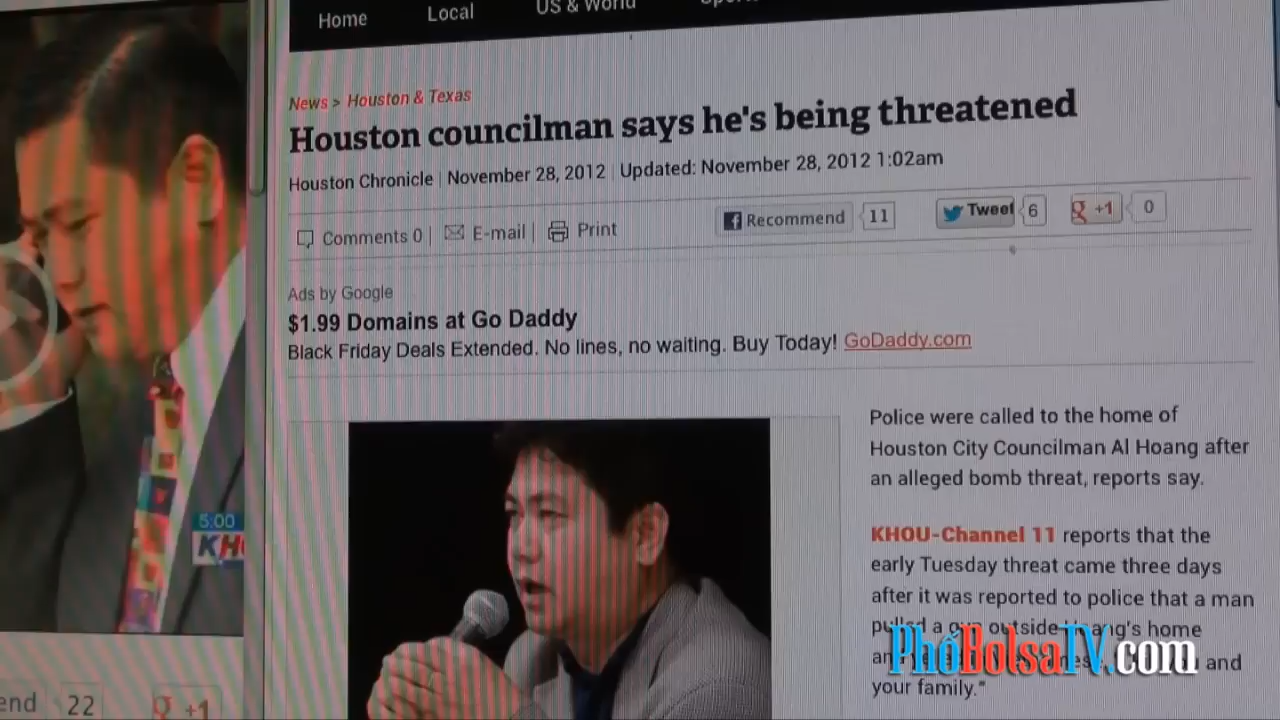 Home Local US & World
News > Houston & Texas
Houston councilman says he's being threatened
Houston Chronicle | November 28, 2012 | Updated: November 28, 2012 1:02am
Comments 0 | E-mail | Print Recommend 11 Tweet 6 +1 0
Ads by Google
$1.99 Domains at Go Daddy
Black Friday Deals Extended. No lines, no waiting. Buy Today! GoDaddy.com
Police were called to the home of
Houston City Councilman Al Hoang after
an alleged bomb threat, reports say.
KHOU-Channel 11 reports that the
early Tuesday threat came three days
after it was reported to police that a man
pulled a gun outside Hoang's home
and
your family."
5:00
22 +1
PhoBolsaTV.com